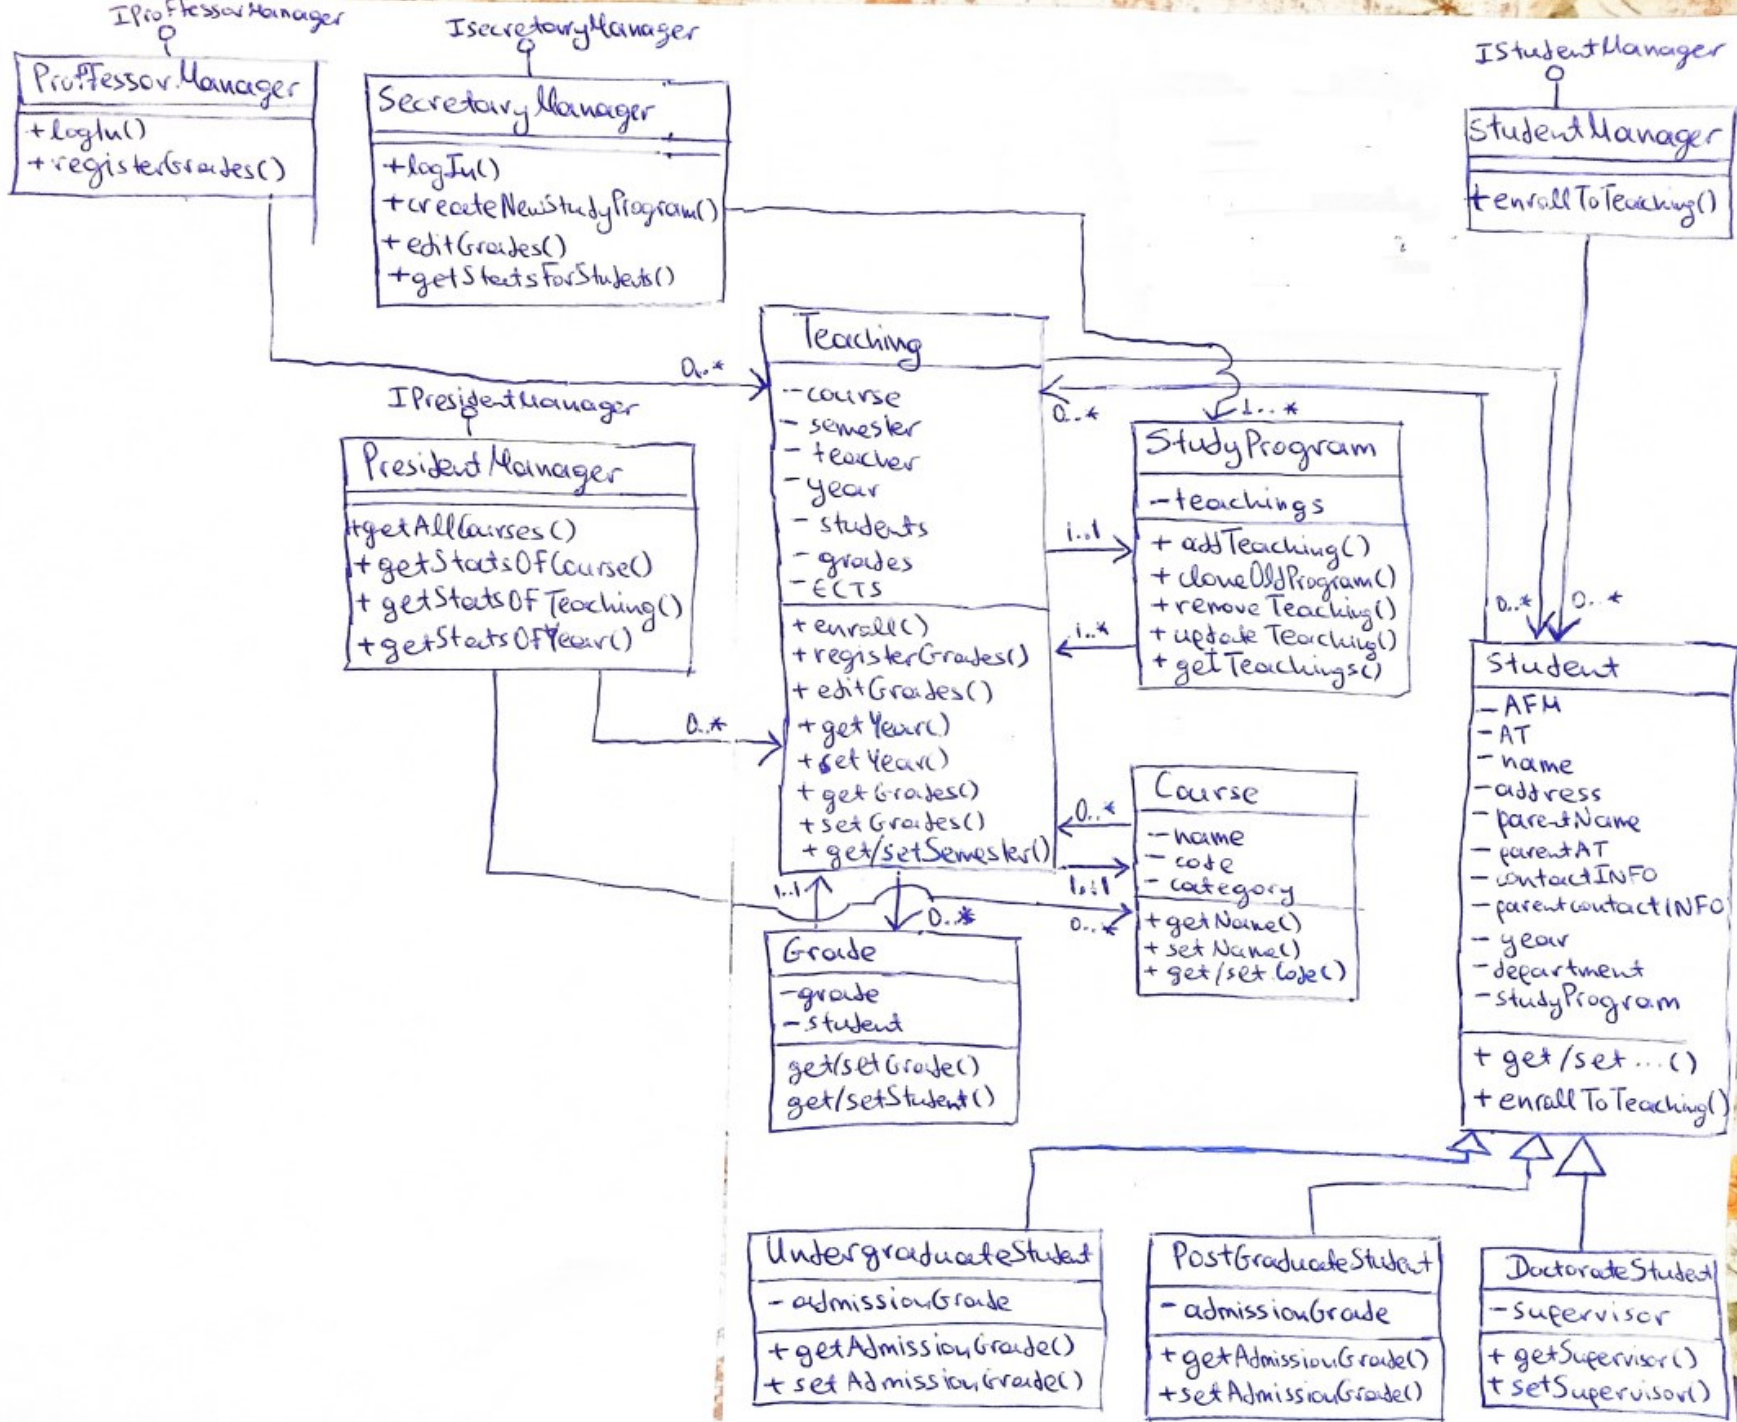 IProffessorManager
ProffessorManager
+logIn()
+registerGrades()
IsecretaryManager
SecretaryManager
+logIn()
+createNewStudyProgram()
+editGrades()
+getStatsForStudents()
IStudentManager
StudentManager
+enrollToTeaching()
0..*
IPresidentManager
PresidentManager
+getAllCourses()
+getStatsOfCourse()
+getStatsOfTeaching()
+getStatsOfYear()
0..*
Teaching
-course
-semester
-teacher
-year
-students
-grades
-ECTS
+enroll()
+registerGrades()
+editGrades()
+getYear()
+setYear()
+getGrades()
+setGrades()
+get/setSemester()
0..*
1..*
StudyProgram
-teachings
+addTeaching()
+cloneOldProgram()
+removeTeaching()
+updateTeaching()
+getTeachings()
1..1
1..*
0..*
0..*
Student
-AFM
-AT
-name
-address
-parentName
-parentAT
-contactINFO
-parentcontactINFO
-year
-department
-studyProgram
+get/set...()
+enrollToTeaching()
0..*
1..1
0..*
Course
-name
-code
-category
+getName()
+setName()
+get/set Code()
1..1
0..*
Grade
-grade
-student
get/setGrade()
get/setStudent()
UndergraduateStudent
-admissionGrade
+getAdmissionGrade()
+setAdmissionGrade()
PostGraduateStudent
-admissionGrade
+getAdmissionGrade()
+setAdmissionGrade()
DoctorateStudent
-supervisor
+getSupervisor()
+setSupervisor()